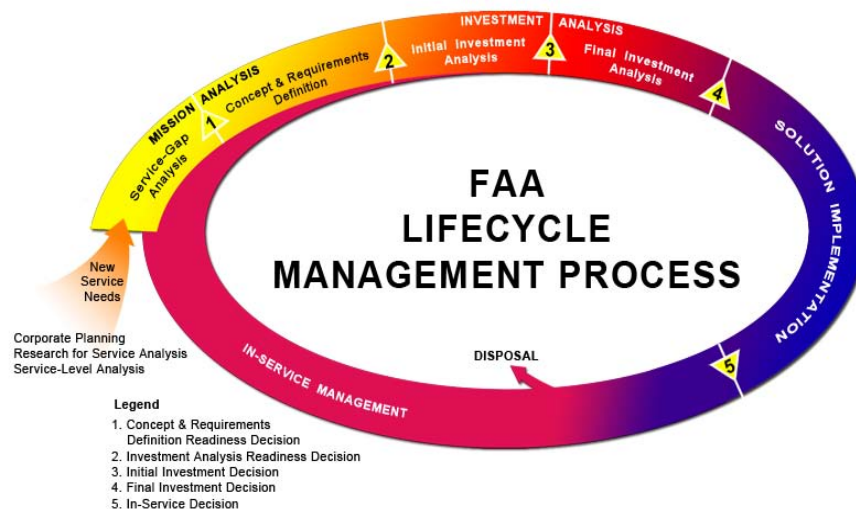 MISSION ANALYSIS
Service-Gap
Analysis
1
Concept & Requirements
Definition
2
INVESTMENT ANALYSIS
Initial Investment
Analysis
3
Final Investment
Analysis
4
SOLUTION IMPLEMENTATION
5
IN-SERVICE MANAGEMENT
DISPOSAL
FAA
LIFECYCLE
MANAGEMENT PROCESS
New
Service
Needs
Corporate Planning
Research for Service Analysis
Service-Level Analysis
Legend
1. Concept & Requirements
Definition Readiness Decision
2. Investment Analysis Readiness Decision
3. Initial Investment Decision
4. Final Investment Decision
5. In-Service Decision